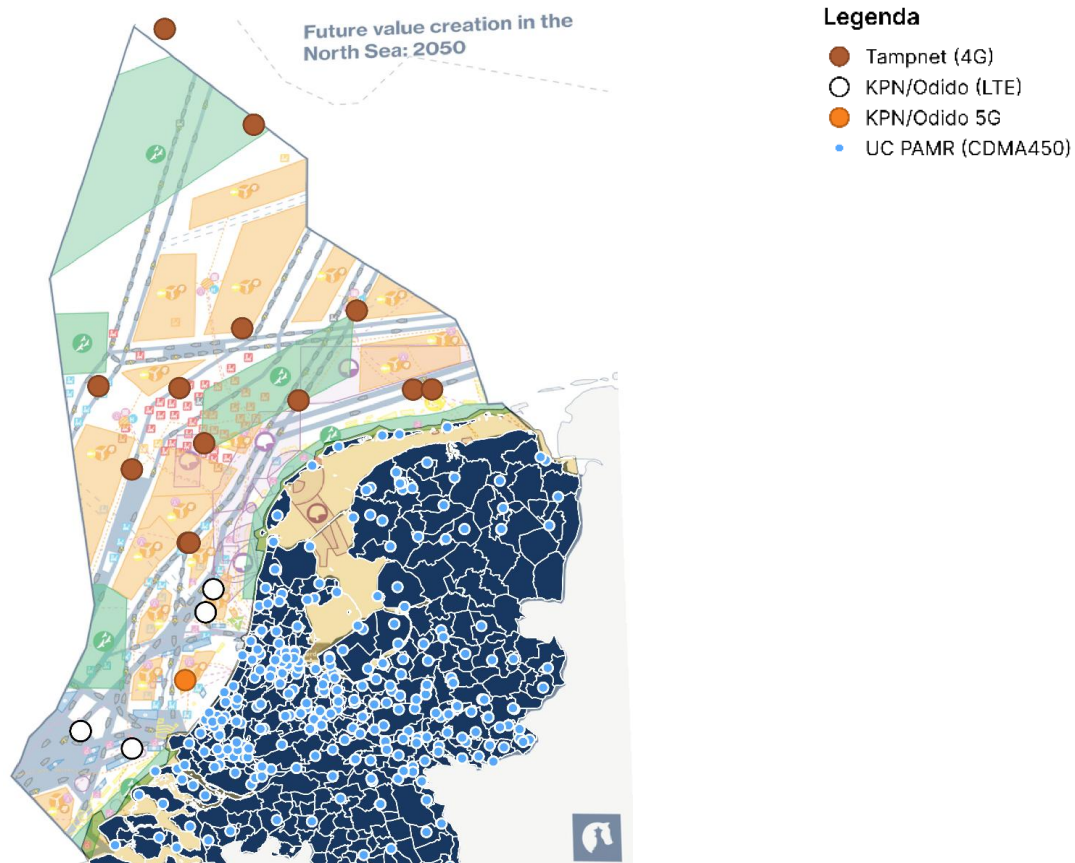 Future value creation in the
North Sea: 2050
Legenda
Tampnet (4G)
KPN/Odido (LTE)
KPN/Odido 5G
UC PAMR (CDMA450)